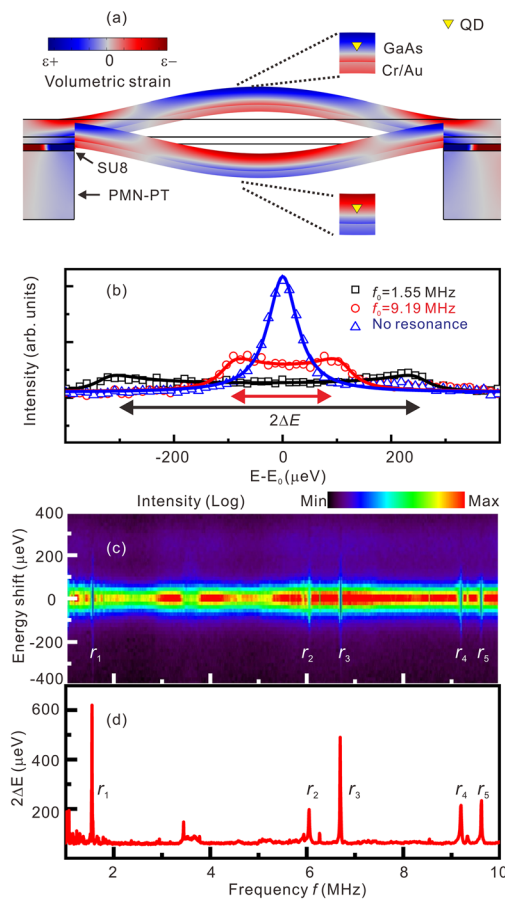 (a)
QD
ε+ 0 ε−
Volumetric strain
GaAs
Cr/Au
SU8
PMN-PT
(b)
f₀=1.55 MHz
f₀=9.19 MHz
No resonance
Intensity (arb. units)
2ΔE
-200 0 200
E-E₀(μeV)
Intensity (Log) Min Max
(c)
Energy shift (μeV)
400
200
0
-200
-400
r₁ r₂ r₃ r₄ r₅
(d)
2ΔE (μeV)
600
400
200
r₁ r₂ r₃ r₄ r₅
2 4 6 8 10
Frequency f (MHz)